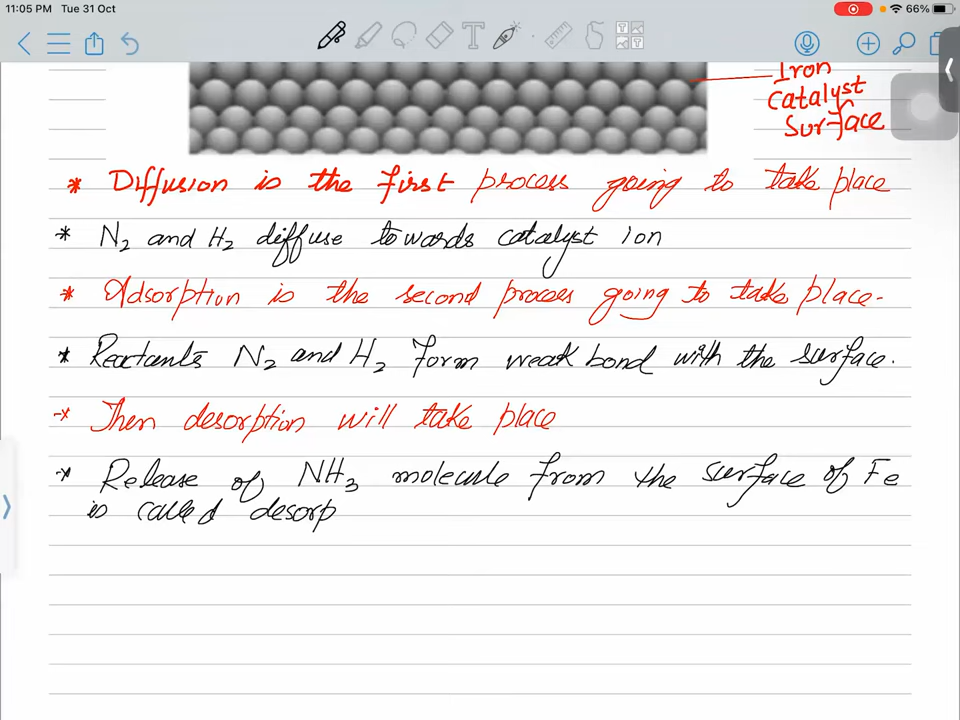 11:05 PM Tue 31 Oct
66%
Iron
catalyst
surface
* Diffusion is the first process going to take place
* N₂ and H₂ diffuse towards catalyst ion
* Adsorption is the second process going to take place.
* Reactants N₂ and H₂ form weak bond with the surface.
* Then desorption will take place
* Release of NH₃ molecule from the surface of Fe
is called desorp